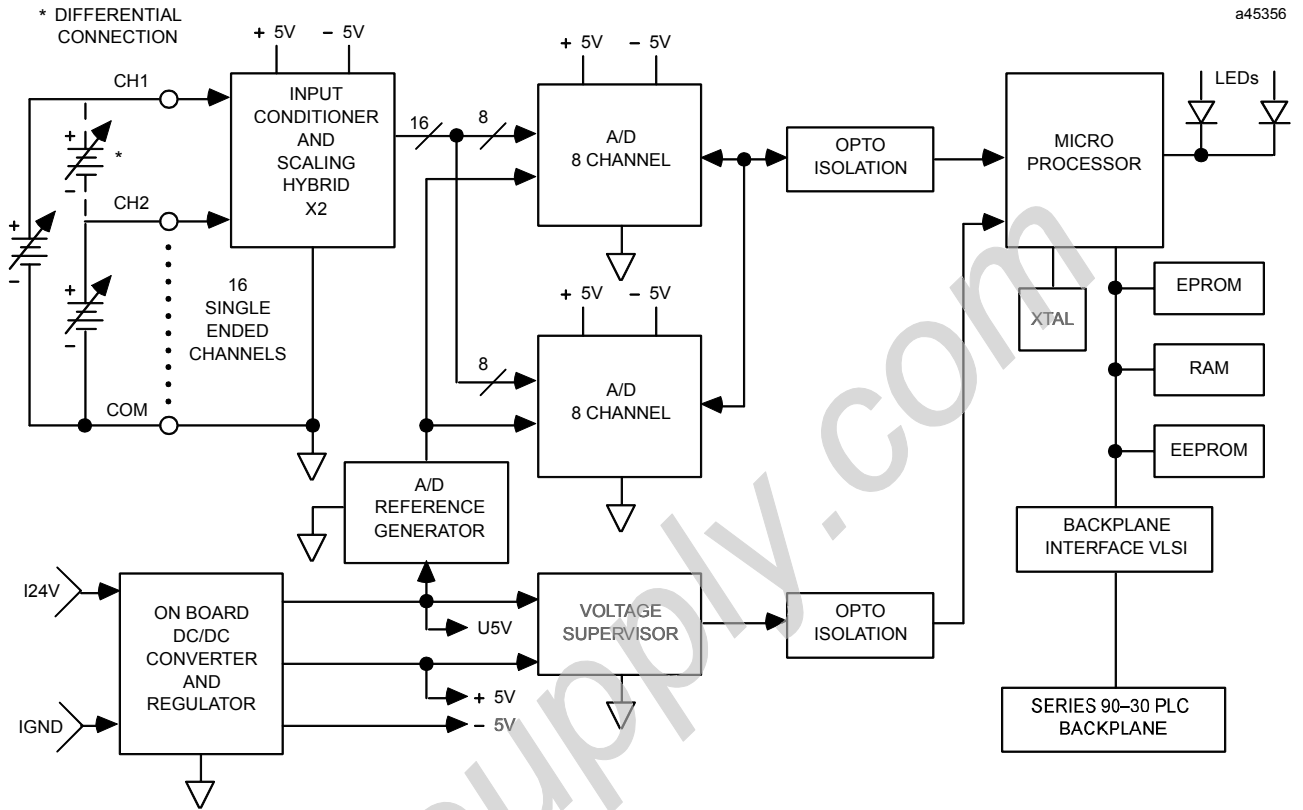 * DIFFERENTIAL
CONNECTION
a45356
+ 5V
− 5V
CH1
INPUT
CONDITIONER
AND
SCALING
HYBRID
X2
+
*
−
CH2
+
−
+
−
16
SINGLE
ENDED
CHANNELS
COM
16
8
8
+ 5V
− 5V
A/D
8 CHANNEL
+ 5V
− 5V
A/D
8 CHANNEL
OPTO
ISOLATION
MICRO
PROCESSOR
LEDs
XTAL
EPROM
RAM
EEPROM
BACKPLANE
INTERFACE VLSI
SERIES 90–30 PLC
BACKPLANE
A/D
REFERENCE
GENERATOR
I24V
IGND
ON BOARD
DC/DC
CONVERTER
AND
REGULATOR
U5V
+ 5V
− 5V
VOLTAGE
SUPERVISOR
OPTO
ISOLATION
supply.com